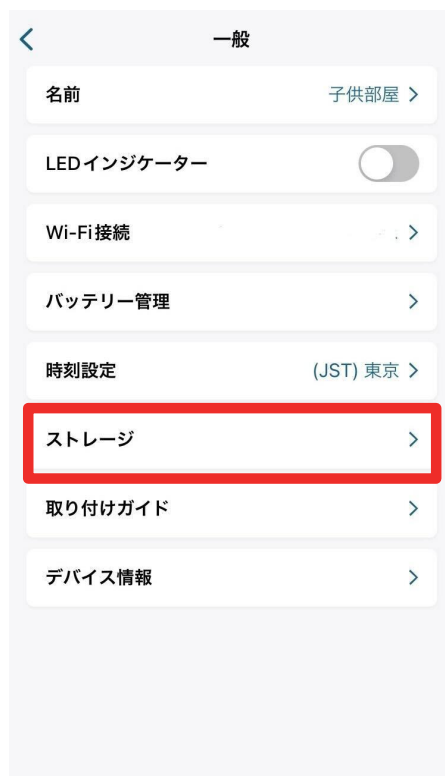 一般
名前 子供部屋
LEDインジケーター
Wi-Fi接続
バッテリー管理
時刻設定 (JST) 東京
ストレージ
取り付けガイド
デバイス情報